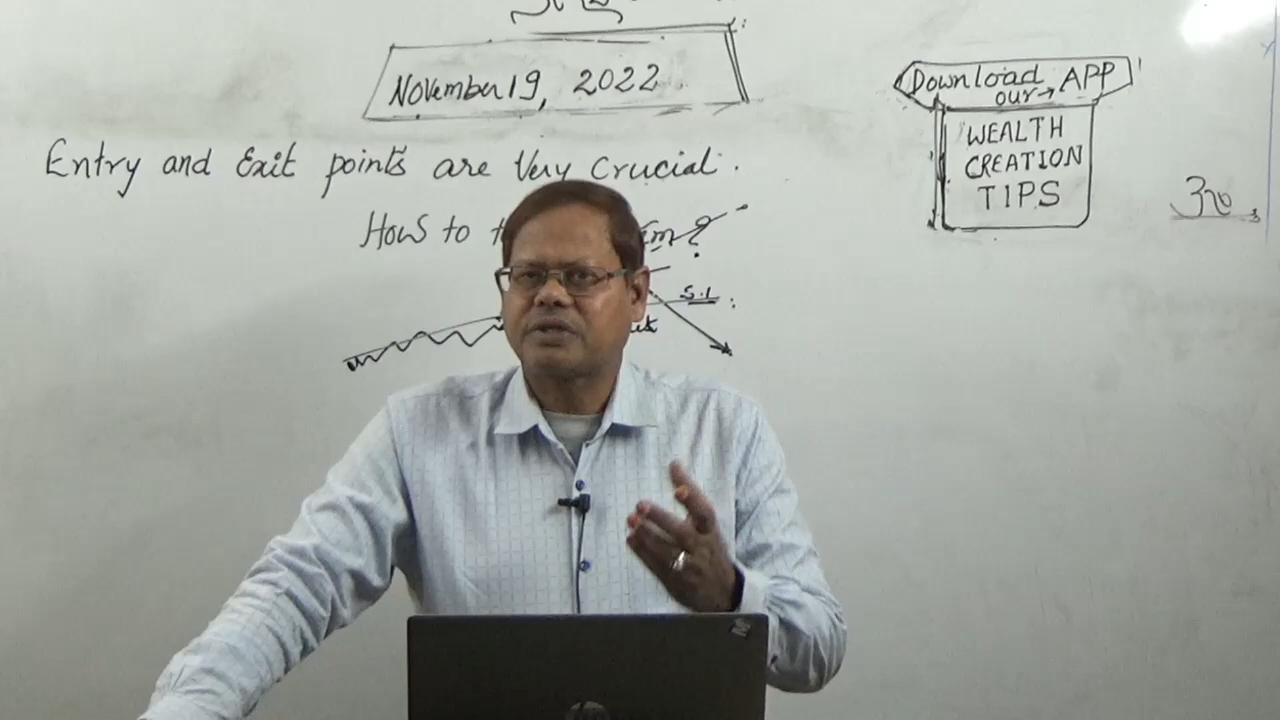 November 19, 2022
Entry and Exit points are Very Crucial.
How to
S.L
Download
our→ APP
WEALTH
CREATION
TIPS